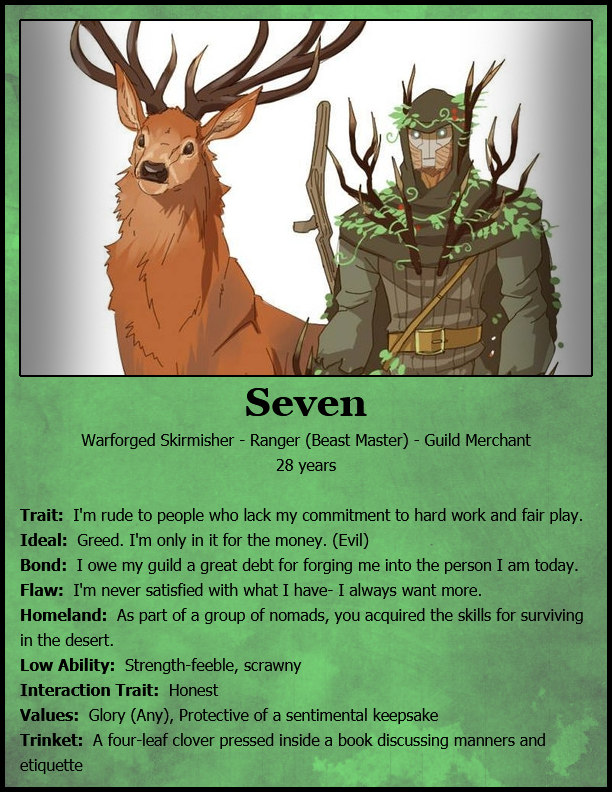 Seven
Warforged Skirmisher - Ranger (Beast Master) - Guild Merchant
28 years
Trait: I'm rude to people who lack my commitment to hard work and fair play.
Ideal: Greed. I'm only in it for the money. (Evil)
Bond: I owe my guild a great debt for forging me into the person I am today.
Flaw: I'm never satisfied with what I have- I always want more.
Homeland: As part of a group of nomads, you acquired the skills for surviving
in the desert.
Low Ability: Strength-feeble, scrawny
Interaction Trait: Honest
Values: Glory (Any), Protective of a sentimental keepsake
Trinket: A four-leaf clover pressed inside a book discussing manners and
etiquette